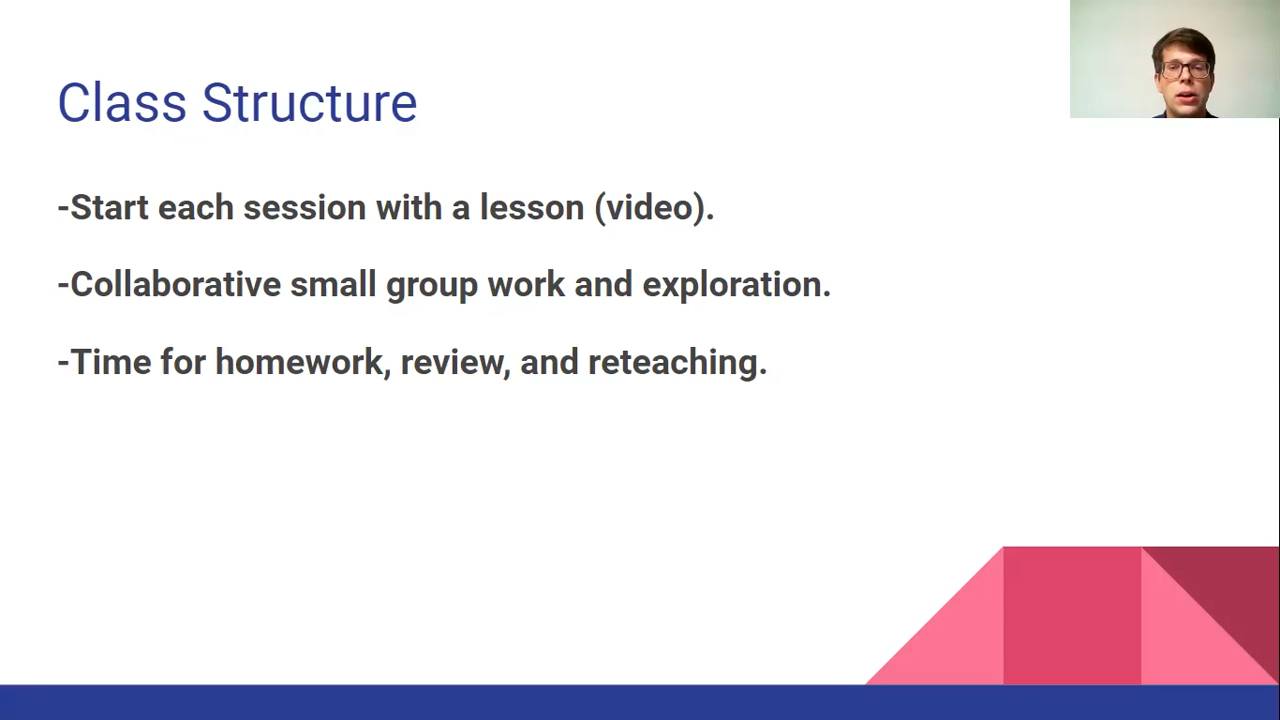 Class Structure
-Start each session with a lesson (video).
-Collaborative small group work and exploration.
-Time for homework, review, and reteaching.